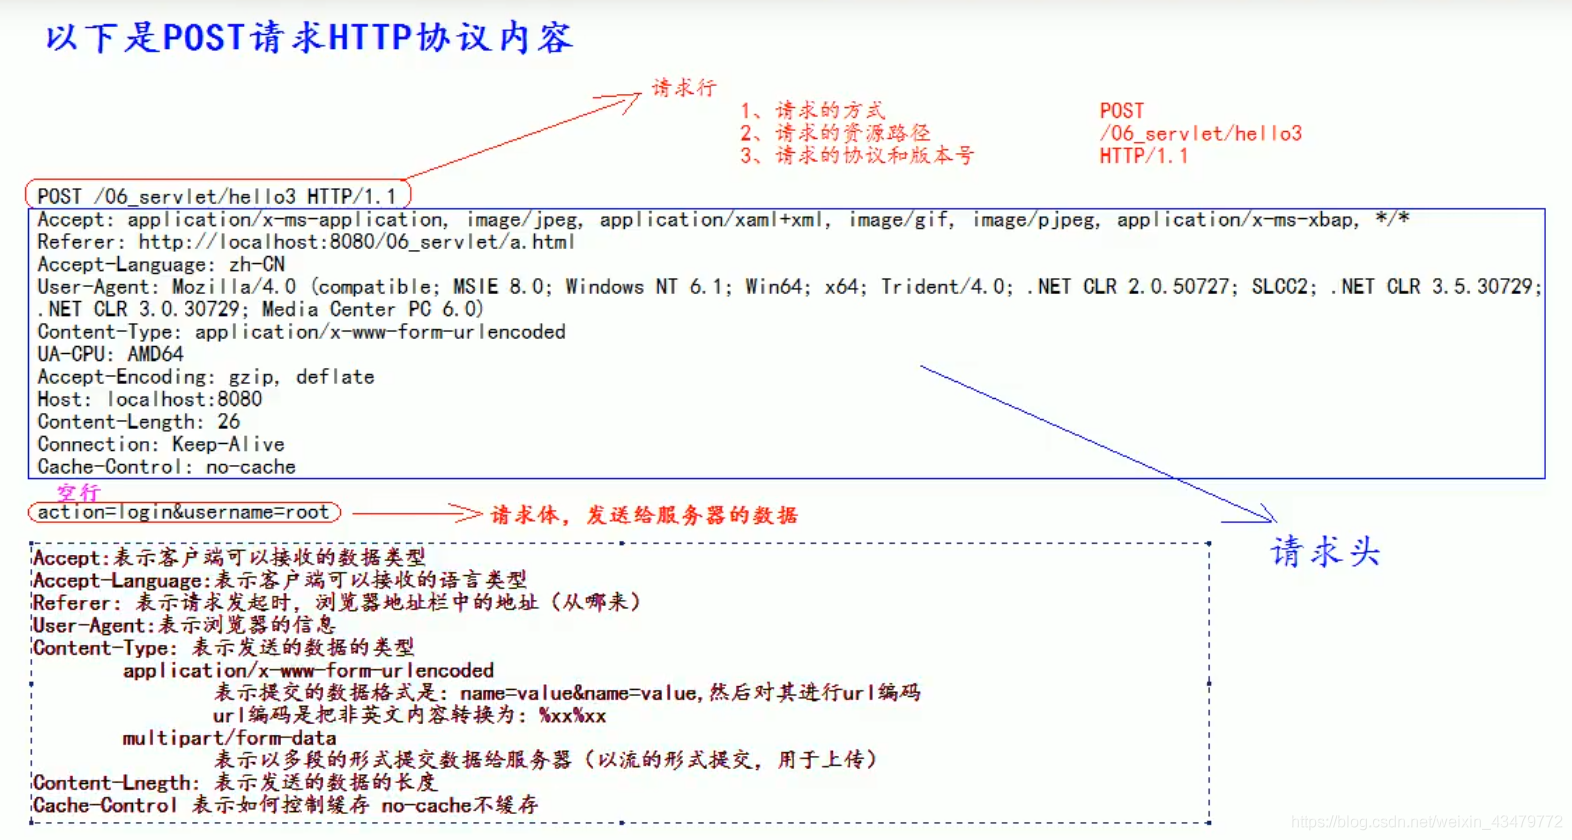 以下是POST请求HTTP协议内容
请求行
1、请求的方式 POST
2、请求的资源路径 /06_servlet/hello3
3、请求的协议和版本号 HTTP/1.1
POST /06_servlet/hello3 HTTP/1.1
Accept: application/x-ms-application, image/jpeg, application/xaml+xml, image/gif, image/pjpeg, application/x-ms-xbap, */*
Referer: http://localhost:8080/06_servlet/a.html
Accept-Language: zh-CN
User-Agent: Mozilla/4.0 (compatible; MSIE 8.0; Windows NT 6.1; Win64; x64; Trident/4.0; .NET CLR 2.0.50727; SLCC2; .NET CLR 3.5.30729;
.NET CLR 3.0.30729; Media Center PC 6.0)
Content-Type: application/x-www-form-urlencoded
UA-CPU: AMD64
Accept-Encoding: gzip, deflate
Host: localhost:8080
Content-Length: 26
Connection: Keep-Alive
Cache-Control: no-cache
空行
action=login&username=root
请求体，发送给服务器的数据
请求头
Accept:表示客户端可以接收的数据类型
Accept-Language:表示客户端可以接收的语言类型
Referer: 表示请求发起时，浏览器地址栏中的地址（从哪来）
User-Agent:表示浏览器的信息
Content-Type: 表示发送的数据的类型
application/x-www-form-urlencoded
表示提交的数据格式是: name=value&name=value,然后对其进行url编码
url编码是把非英文内容转换为: %xx%xx
multipart/form-data
表示以多段的形式提交数据给服务器（以流的形式提交，用于上传）
Content-Lnegth: 表示发送的数据的长度
Cache-Control 表示如何控制缓存 no-cache不缓存
https://blog.csdn.net/weixin_43479772